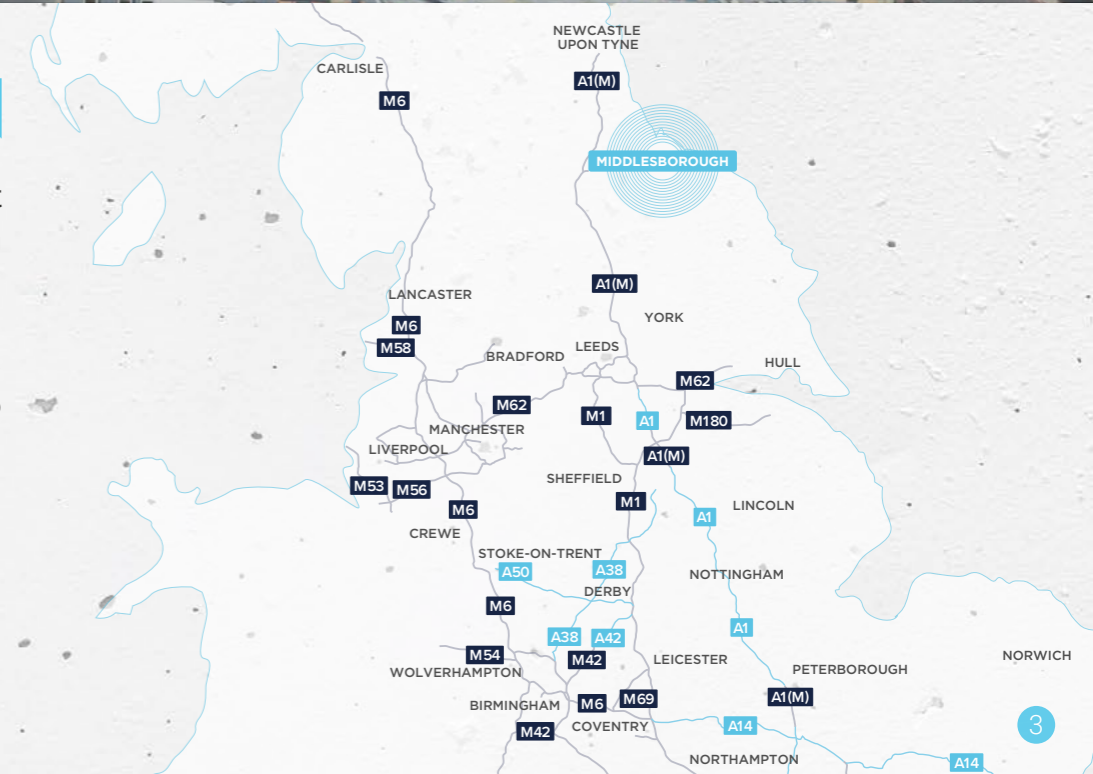 NEWCASTLE
UPON TYNE
CARLISLE
A1(M)
M6
MIDDLESBOROUGH
A1(M)
LANCASTER
YORK
M6
M58
LEEDS
BRADFORD
HULL
M62
M62
M1
A1
M180
MANCHESTER
LIVERPOOL
A1(M)
SHEFFIELD
M53
M56
M1
LINCOLN
M6
A1
CREWE
STOKE-ON-TRENT
A50
A38
NOTTINGHAM
DERBY
M6
A1
A38
A42
M54
M42
LEICESTER
NORWICH
WOLVERHAMPTON
PETERBOROUGH
A1(M)
BIRMINGHAM
M6
M69
COVENTRY
A14
3
M42
NORTHAMPTON
A14